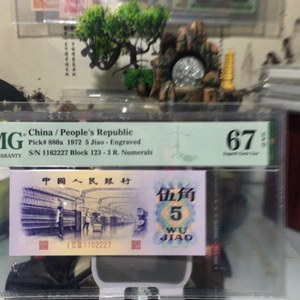 MG
China / People's Republic
Pick# 880a 1972 5 Jiao - Engraved
S/N 1162227 Block 123 - 3 R. Numerals
67
中国人民银行
伍角
5
WU
JIAO
1162227